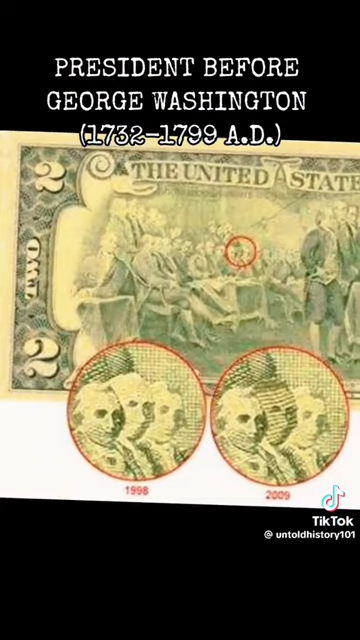 PRESIDENT BEFORE
GEORGE WASHINGTON
(1732-1799 A.D.)
2
THE UNITED STATE
TWO
2
1998
2009
TikTok
@ untoldhistory101